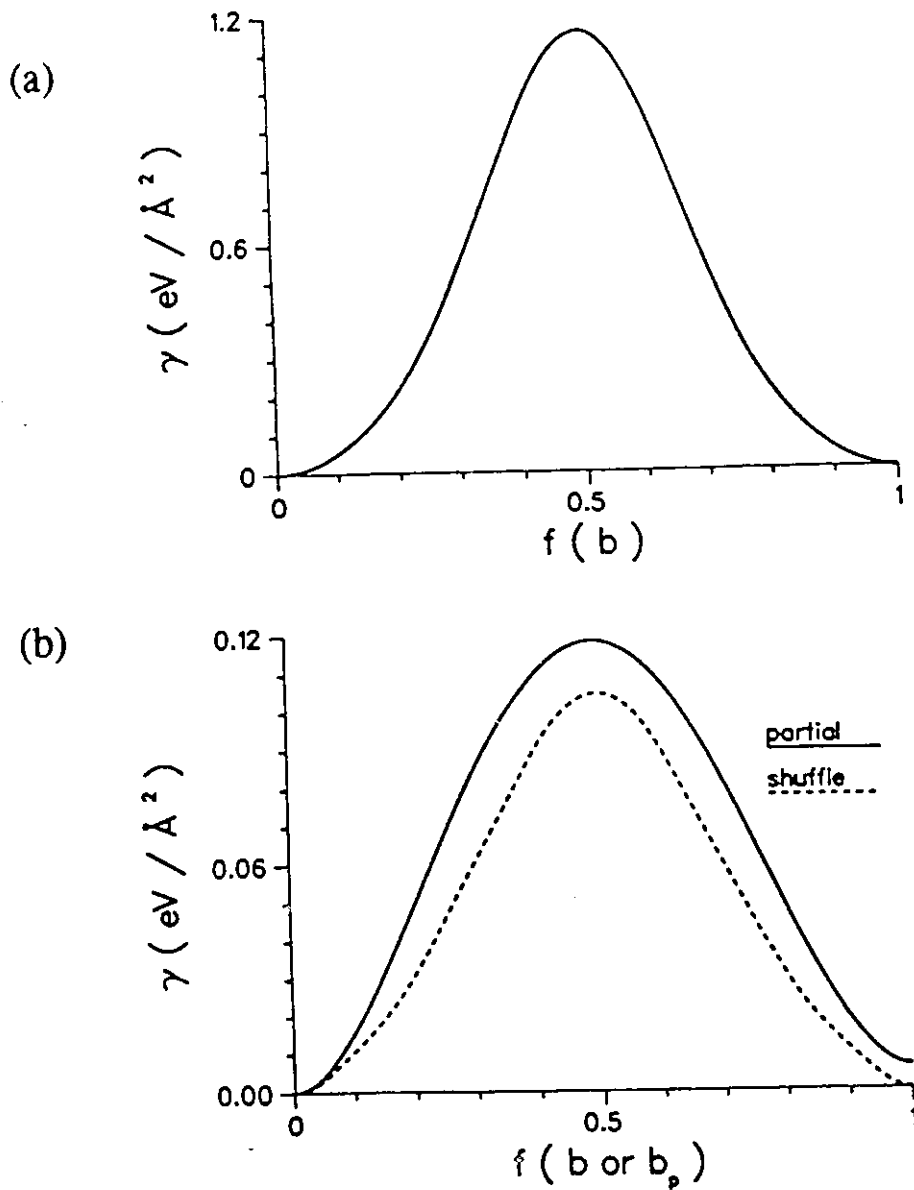 (a)
1.2
0.6
0
γ ( eV / Å² )
0
0.5
1
f ( b )
(b)
0.12
0.06
0.00
γ ( eV / Å² )
partial
shuffle
0
0.5
1
f ( b or bₚ )